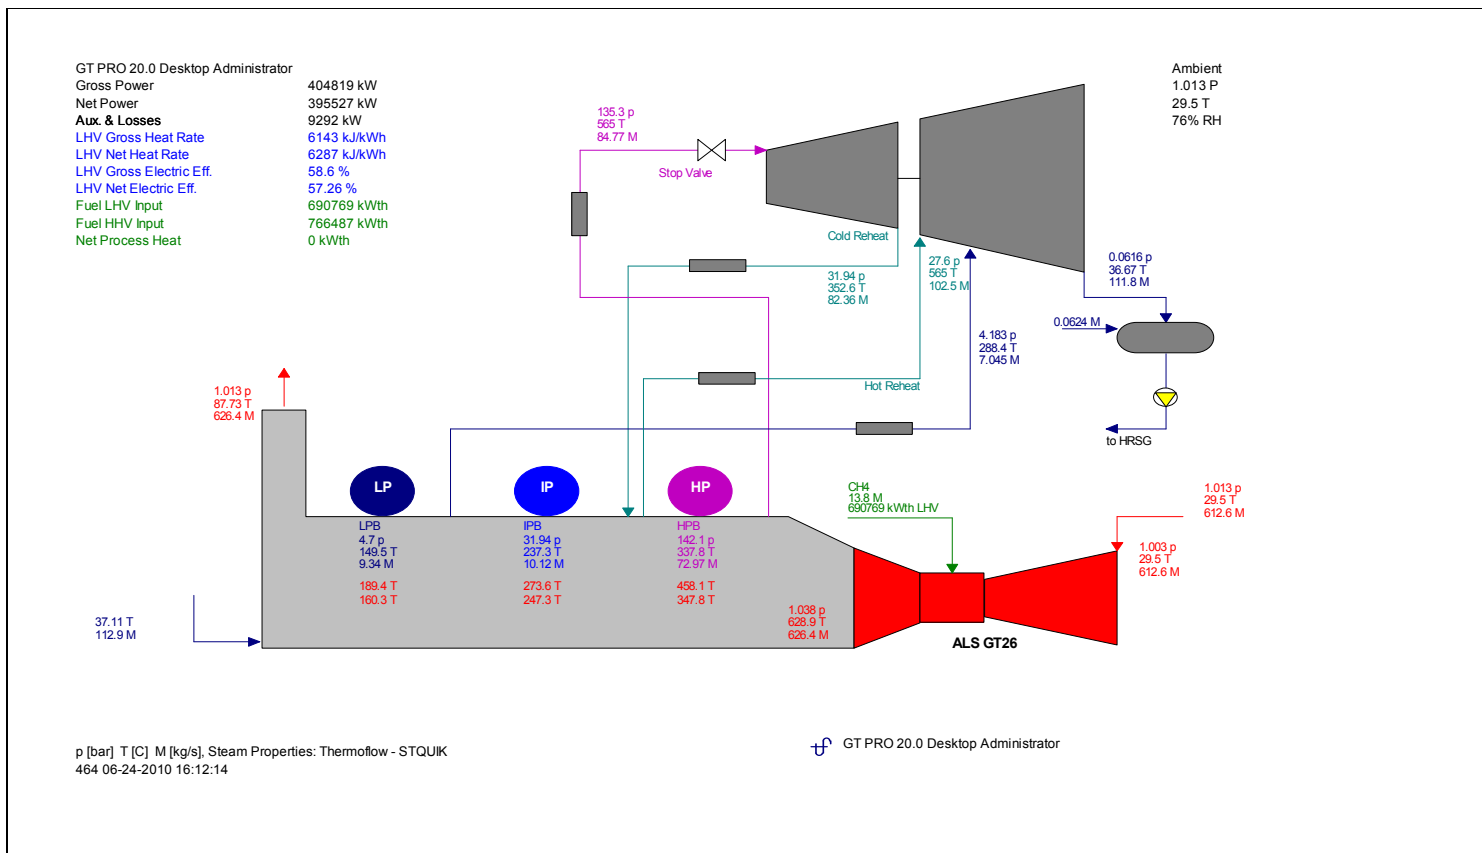 GT PRO 20.0 Desktop Administrator
Gross Power 404819 kW
Net Power 395527 kW
Aux. & Losses 9292 kW
LHV Gross Heat Rate 6143 kJ/kWh
LHV Net Heat Rate 6287 kJ/kWh
LHV Gross Electric Eff. 58.6 %
LHV Net Electric Eff. 57.26 %
Fuel LHV Input 690769 kWth
Fuel HHV Input 766487 kWth
Net Process Heat 0 kWth
Ambient
1.013 P
29.5 T
76% RH
135.3 p
565 T
84.77 M
Stop Valve
Cold Reheat
31.94 p
352.6 T
82.36 M
27.6 p
565 T
102.5 M
0.0616 p
36.67 T
111.8 M
0.0624 M
4.183 p
288.4 T
7.045 M
Hot Reheat
to HRSG
1.013 p
87.73 T
626.4 M
LP
IP
HP
LPB
4.7 p
149.5 T
9.34 M
189.4 T
160.3 T
IPB
31.94 p
237.3 T
10.12 M
273.6 T
247.3 T
HPB
142.1 p
337.8 T
72.97 M
458.1 T
347.8 T
CH4
13.8 M
690769 kWth LHV
1.013 p
29.5 T
612.6 M
1.003 p
29.5 T
612.6 M
1.038 p
628.9 T
626.4 M
ALS GT26
37.11 T
112.9 M
p [bar] T [C] M [kg/s], Steam Properties: Thermoflow - STQUIK
464 06-24-2010 16:12:14
GT PRO 20.0 Desktop Administrator